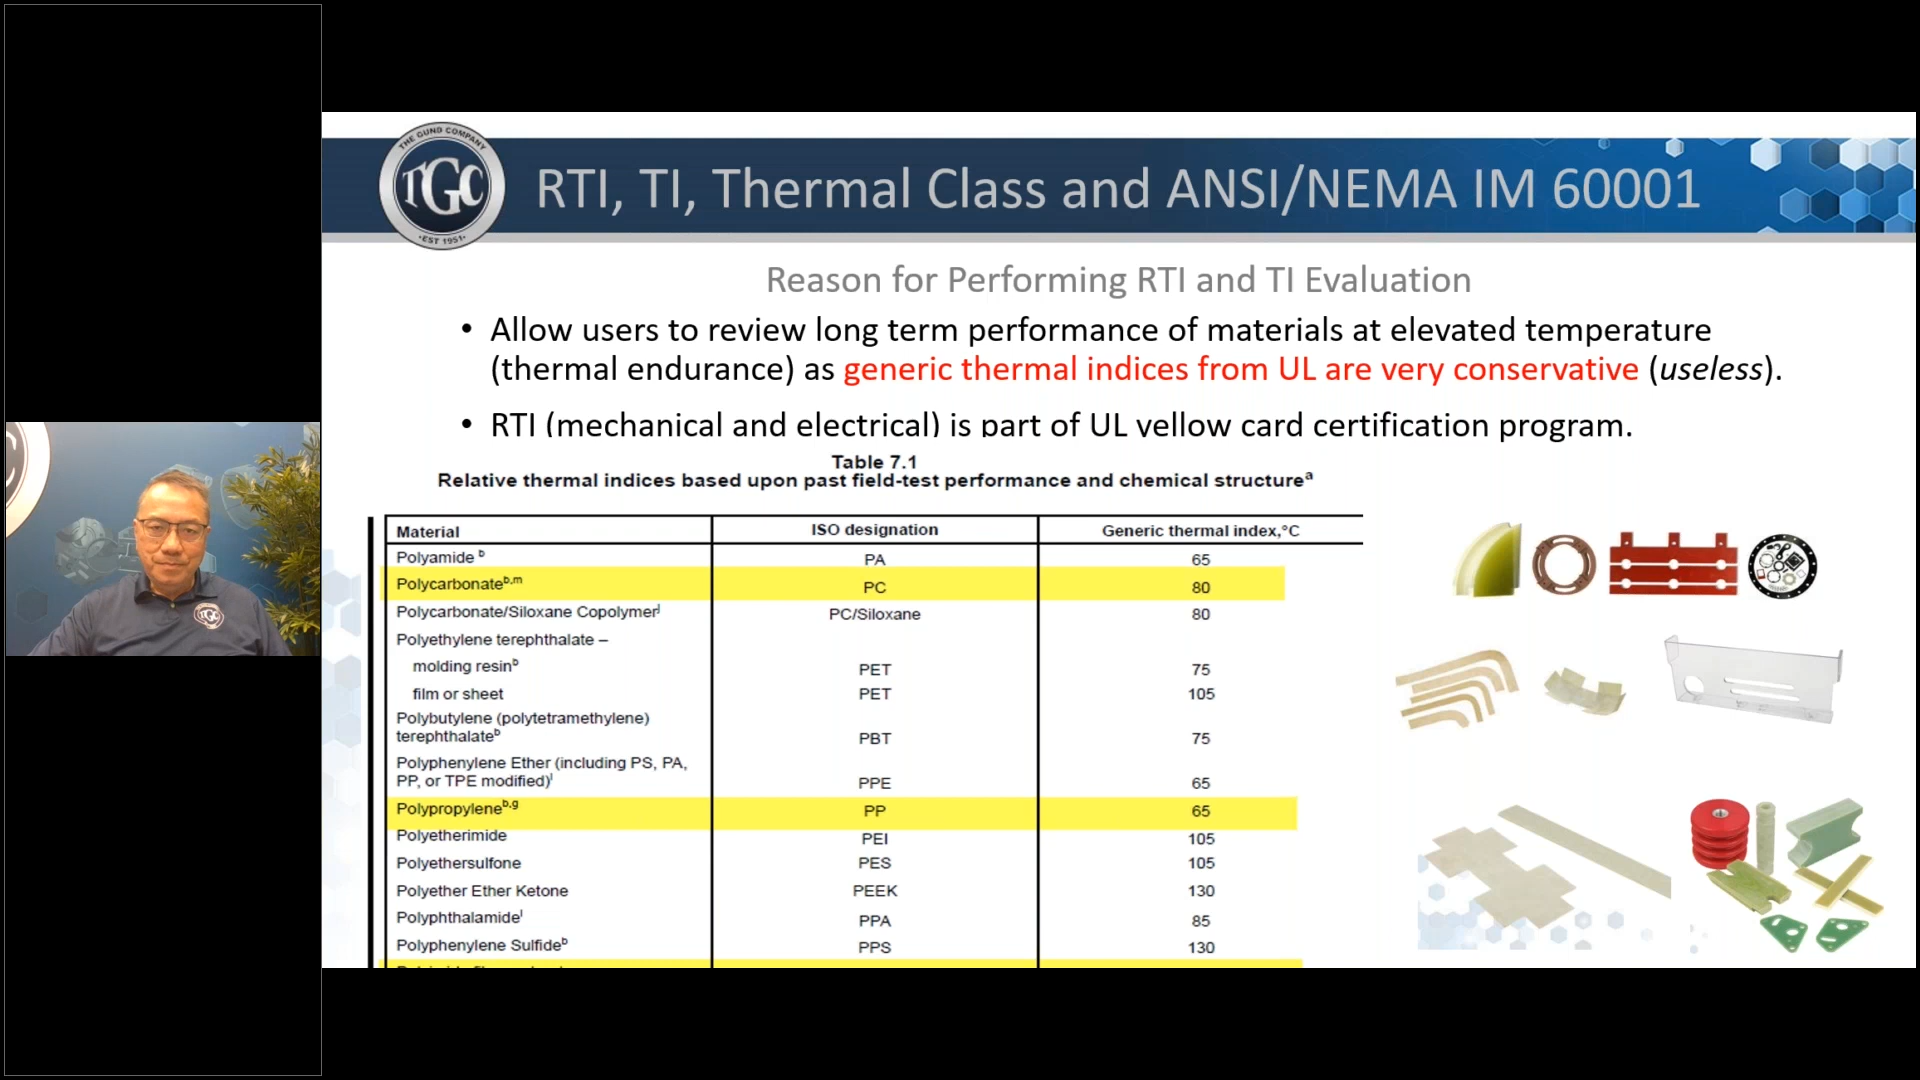 THE GUND COMPANY
TGC
•EST 1951•
RTI, TI, Thermal Class and ANSI/NEMA IM 60001
Reason for Performing RTI and TI Evaluation
• Allow users to review long term performance of materials at elevated temperature
(thermal endurance) as generic thermal indices from UL are very conservative (useless).
• RTI (mechanical and electrical) is part of UL yellow card certification program.
Table 7.1
Relative thermal indices based upon past field-test performance and chemical structureᵃ
Material ISO designation Generic thermal index,°C
Polyamide ᵇ PA 65
Polycarbonateᵇ,ᵐ PC 80
Polycarbonate/Siloxane Copolymerʲ PC/Siloxane 80
Polyethylene terephthalate –
molding resinᵇ PET 75
film or sheet PET 105
Polybutylene (polytetramethylene)
terephthalateᵇ PBT 75
Polyphenylene Ether (including PS, PA,
PP, or TPE modified)ˡ PPE 65
Polypropyleneᵇ,ᵍ PP 65
Polyetherimide PEI 105
Polyethersulfone PES 105
Polyether Ether Ketone PEEK 130
Polyphthalamideˡ PPA 85
Polyphenylene Sulfideᵇ PPS 130
TGC